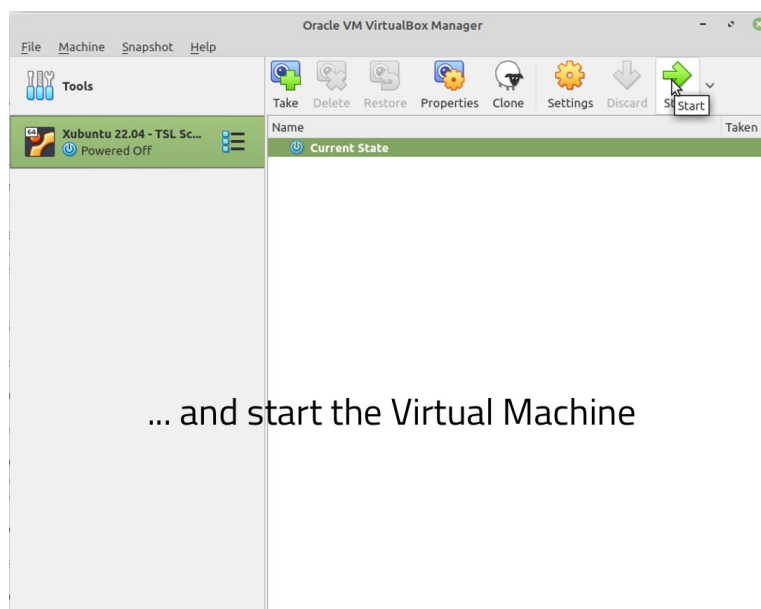 Oracle VM VirtualBox Manager
File Machine Snapshot Help
Tools
Take Delete Restore Properties Clone Settings Discard
Start
Name Taken
64
Xubuntu 22.04 - TSL Sc...
Powered Off
Current State
... and start the Virtual Machine